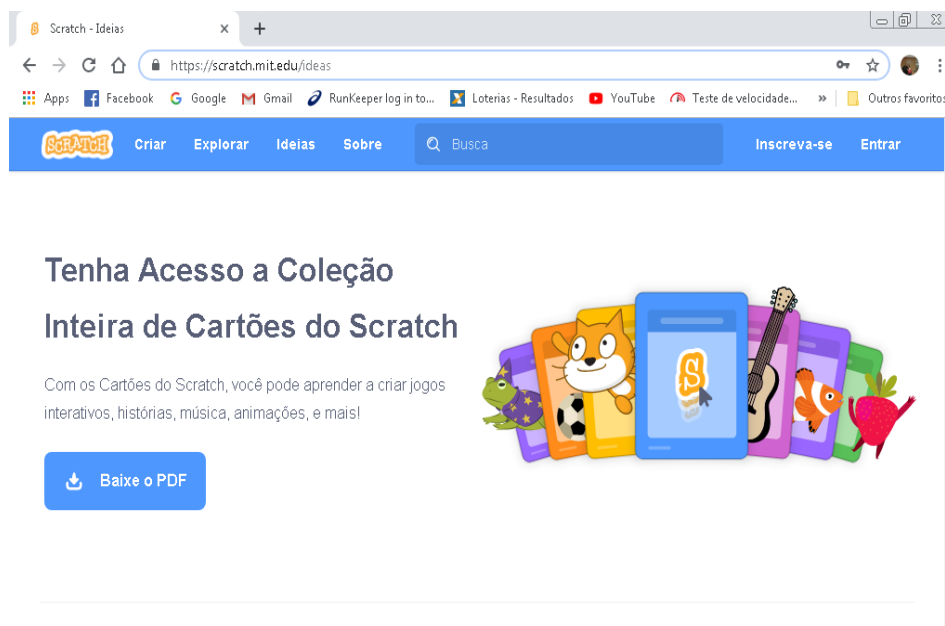 Scratch - Ideias
https://scratch.mit.edu/ideas
Apps Facebook Google Gmail RunKeeper log in to... Loterias - Resultados YouTube Teste de velocidade... » Outros favoritos
SCRATCH Criar Explorar Ideias Sobre Busca Inscreva-se Entrar
Tenha Acesso a Coleção
Inteira de Cartões do Scratch
Com os Cartões do Scratch, você pode aprender a criar jogos
interativos, histórias, música, animações, e mais!
Baixe o PDF
S